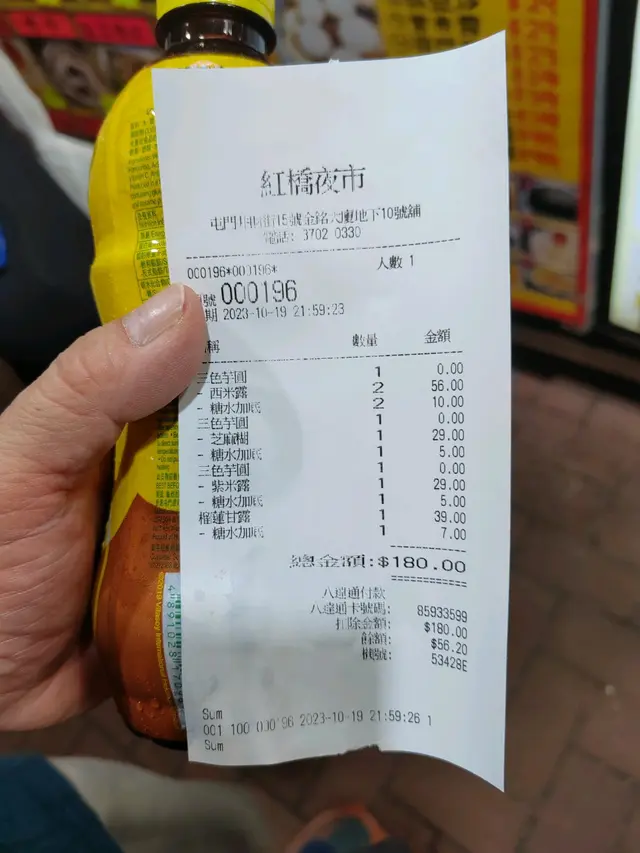 紅橋夜市
屯門 街15號金銘大廈地下10號舖
電話: 3702 0330
000196*000196* 人數 1
號 000196
期 2023-10-19 21:59:23
稱 數量 金額
三色芋圓 1 0.00
- 西米露 2 56.00
- 糖水加底 2 10.00
三色芋圓 1 0.00
- 芝麻糊 1 29.00
- 糖水加底 1 5.00
三色芋圓 1 0.00
- 紫米露 1 29.00
- 糖水加底 1 5.00
榴蓮甘露 1 39.00
- 糖水加底 1 7.00
總金額:$180.00
八達通付款
八達通卡號碼: 85933599
扣除金額: $180.00
餘額: $56.20
機號: 53428E
Sum
001 100 000196 2023-10-19 21:59:26 1
Sum